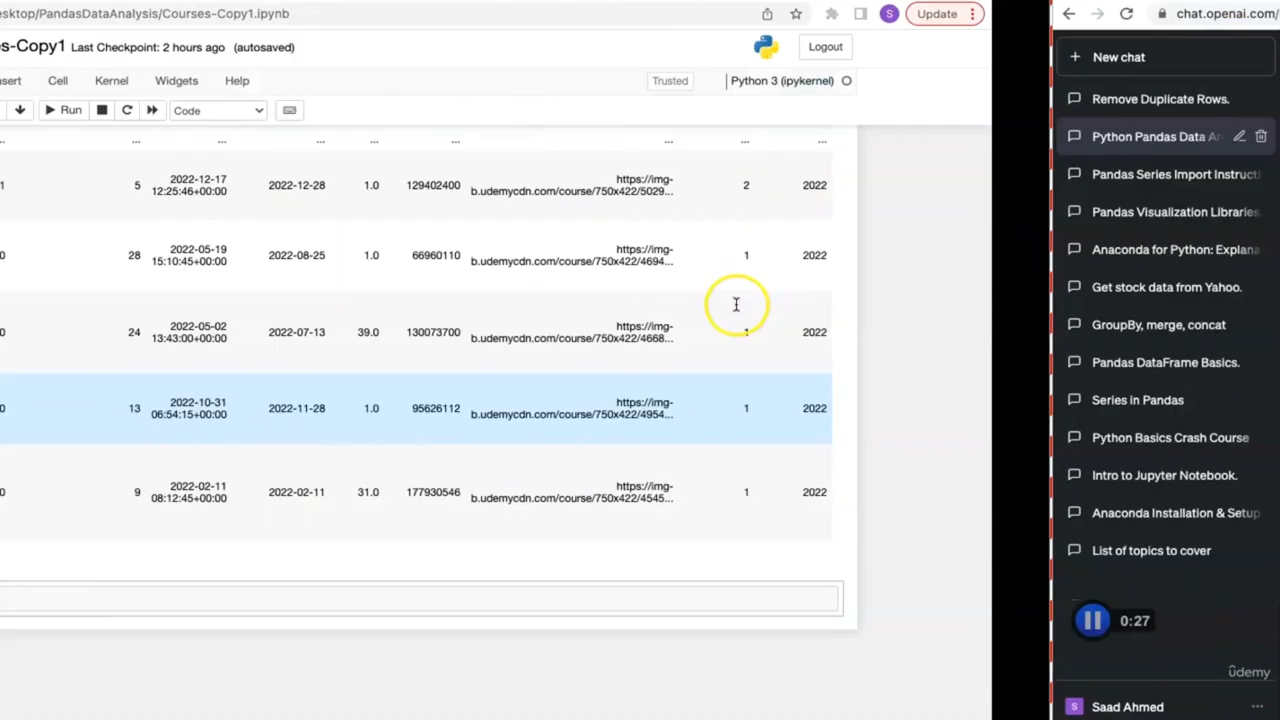 esktop/PandasDataAnalysis/Courses-Copy1.ipynb
Update
chat.openai.com/
s-Copy1 Last Checkpoint: 2 hours ago (autosaved)
Logout
sert Cell Kernel Widgets Help
Trusted
Python 3 (ipykernel)
Run
Code
... ... ... ... ... ... ... ... ...
1 5 2022-12-17 12:25:46+00:00 2022-12-28 1.0 129402400 https://img-b.udemycdn.com/course/750x422/5029... 2 2022
0 28 2022-05-19 15:10:45+00:00 2022-08-25 1.0 66960110 https://img-b.udemycdn.com/course/750x422/4694... 1 2022
0 24 2022-05-02 13:43:00+00:00 2022-07-13 39.0 130073700 https://img-b.udemycdn.com/course/750x422/4668... 1 2022
0 13 2022-10-31 06:54:15+00:00 2022-11-28 1.0 95626112 https://img-b.udemycdn.com/course/750x422/4954... 1 2022
0 9 2022-02-11 08:12:45+00:00 2022-02-11 31.0 177930546 https://img-b.udemycdn.com/course/750x422/4545... 1 2022
+ New chat
Remove Duplicate Rows.
Python Pandas Data An
Pandas Series Import Instruct
Pandas Visualization Libraries
Anaconda for Python: Explana
Get stock data from Yahoo.
GroupBy, merge, concat
Pandas DataFrame Basics.
Series in Pandas
Python Basics Crash Course
Intro to Jupyter Notebook.
Anaconda Installation & Setup
List of topics to cover
0:27
ûdemy
S Saad Ahmed ...